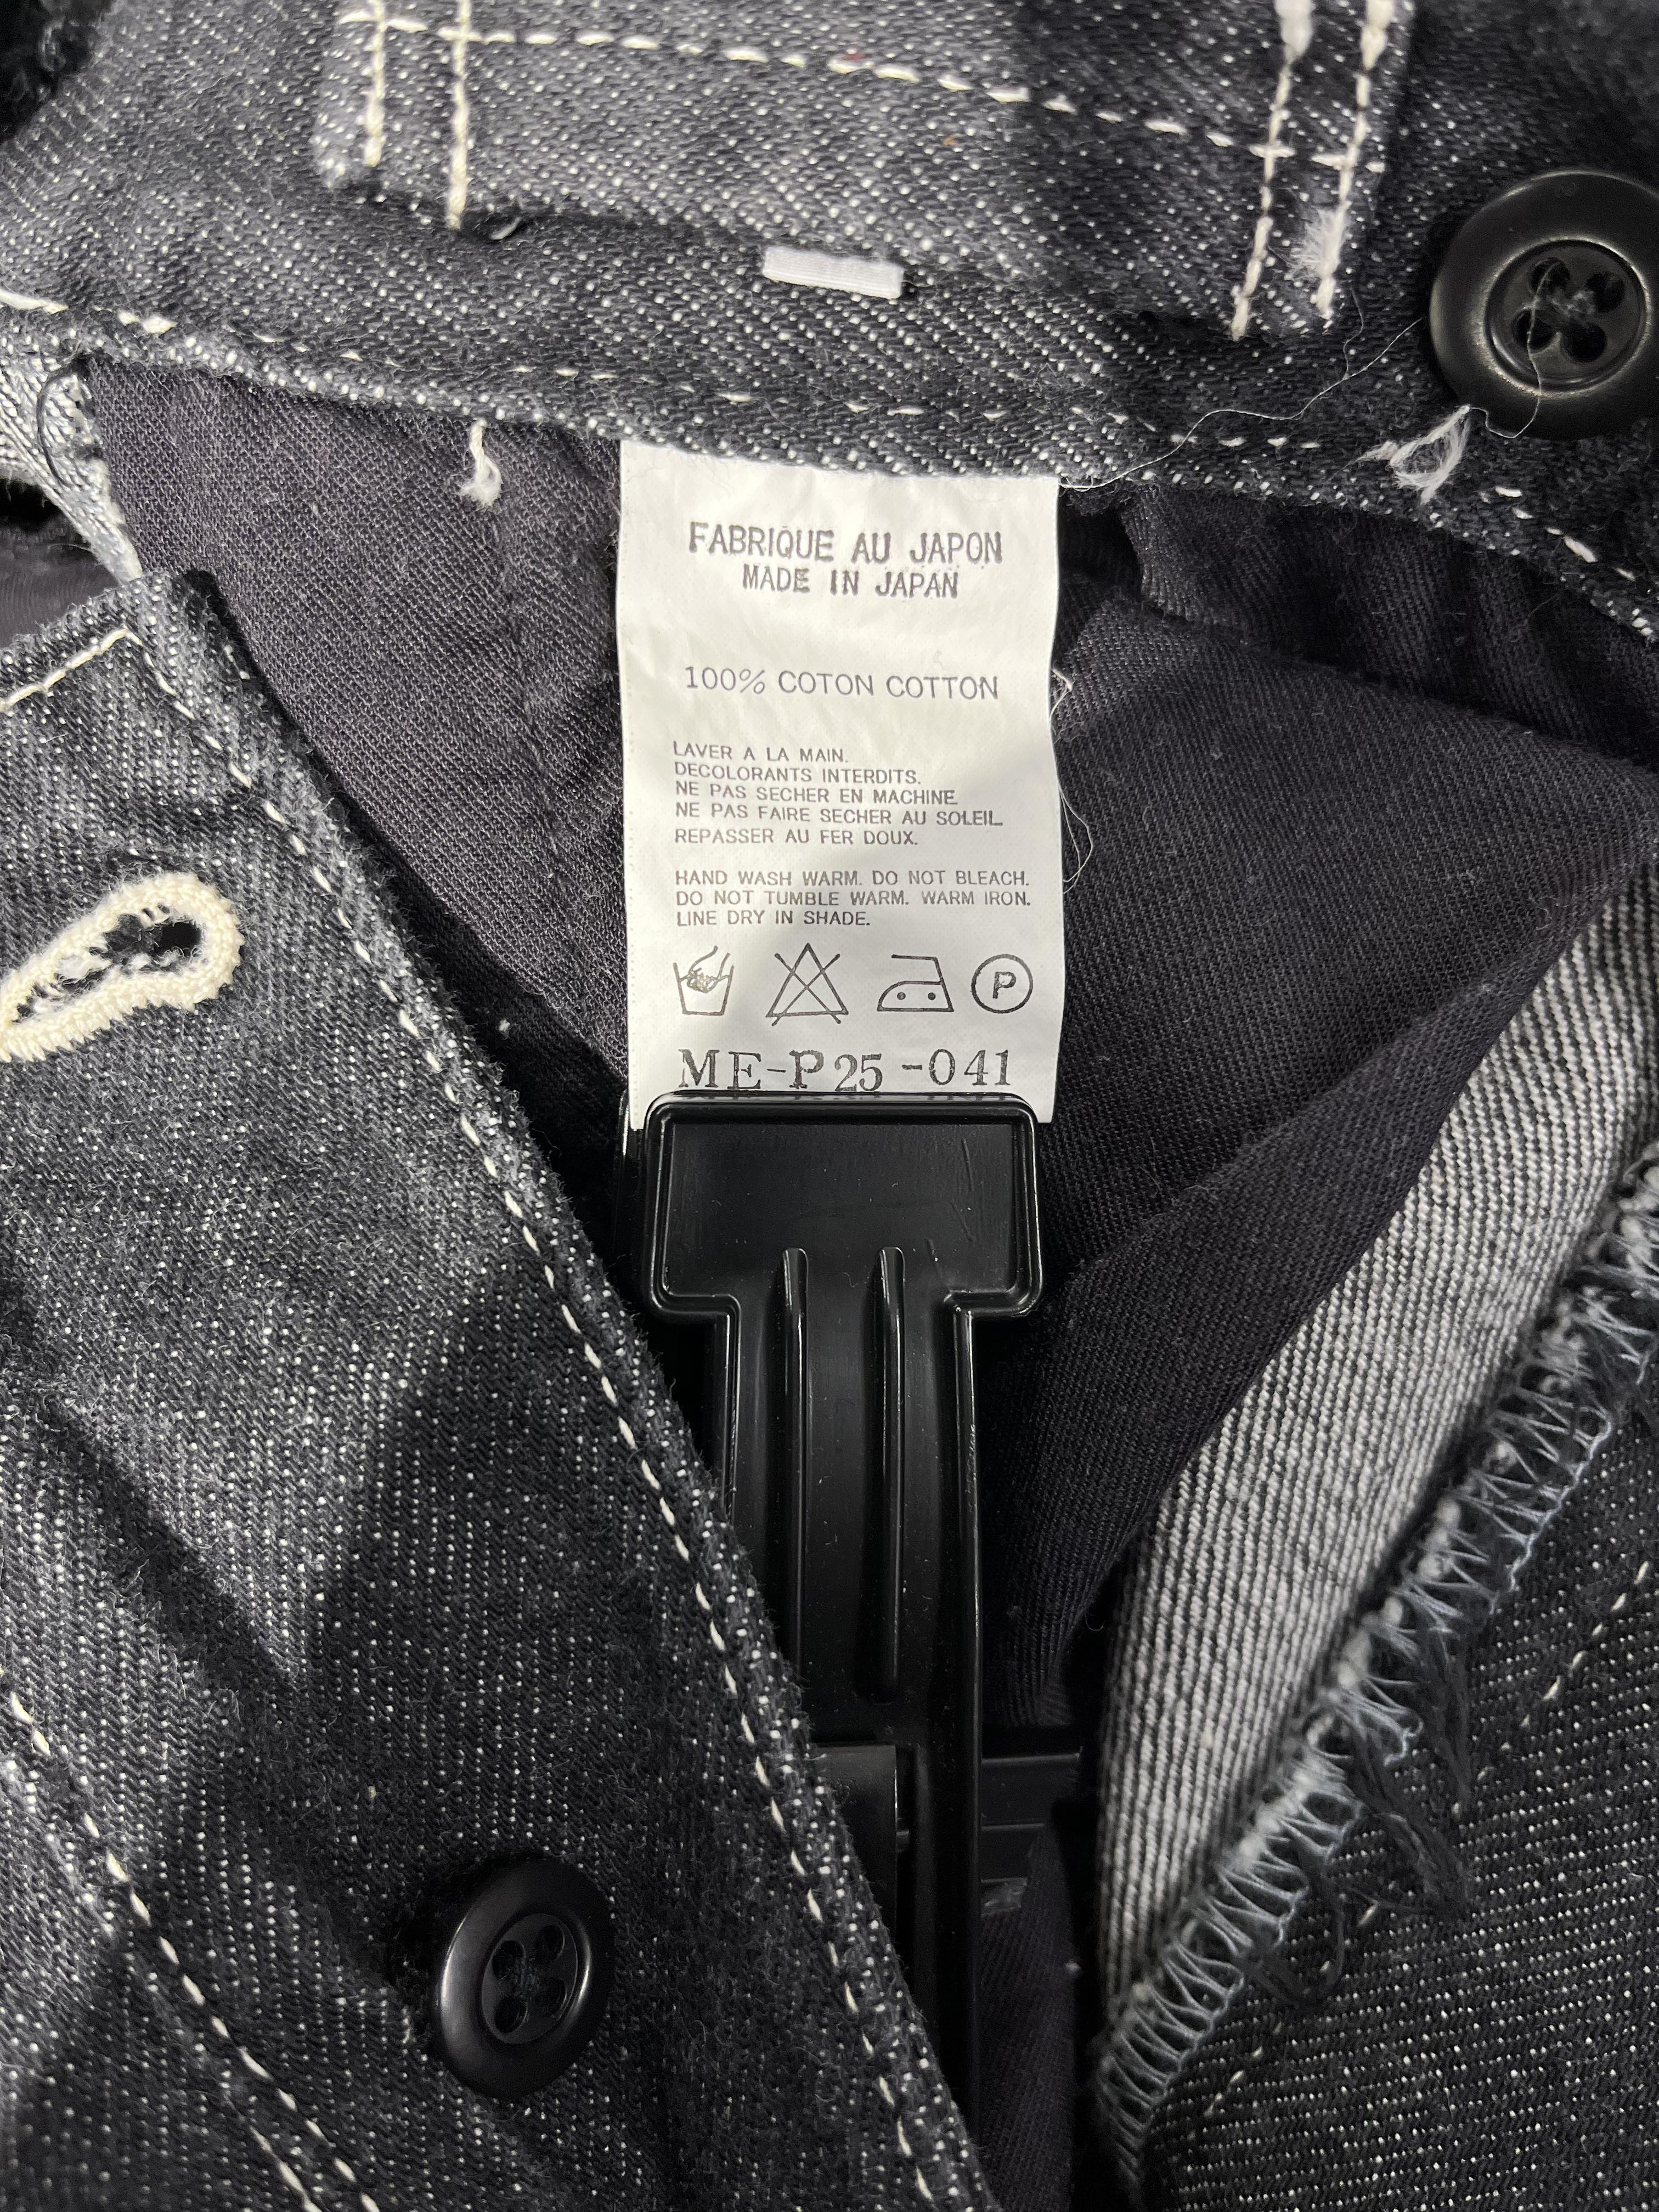 FABRIQUE AU JAPON
MADE IN JAPAN
100% COTON COTTON
LAVER A LA MAIN.
DECOLORANTS INTERDITS.
NE PAS SECHER EN MACHINE.
NE PAS FAIRE SECHER AU SOLEIL.
REPASSER AU FER DOUX.
HAND WASH WARM. DO NOT BLEACH.
DO NOT TUMBLE WARM. WARM IRON.
LINE DRY IN SHADE.
P
ME-P25-041